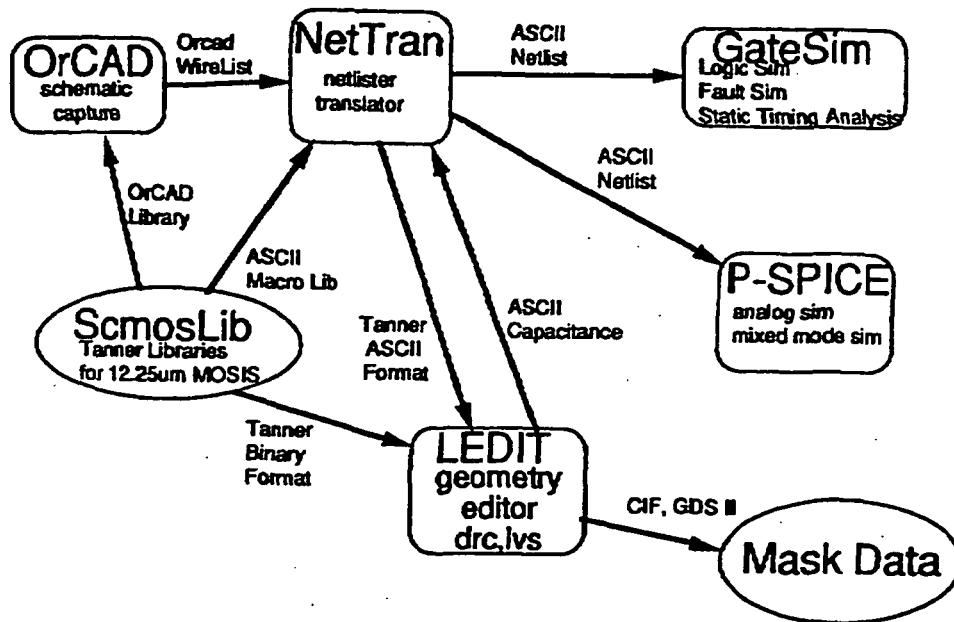 OrCAD
schematic
capture
Orcad
WireList
NetTran
netlister
translator
ASCII
Netlist
GateSim
Logic Sim
Fault Sim
Static Timing Analysis
ASCII
Netlist
OrCAD
Library
ASCII
Macro Lib
P-SPICE
analog sim
mixed mode sim
ScmosLib
Tanner Libraries
for 12.25um MOSIS
Tanner
ASCII
Format
ASCII
Capacitance
Tanner
Binary
Format
LEDIT
geometry
editor
drc,lvs
CIF, GDS II
Mask Data